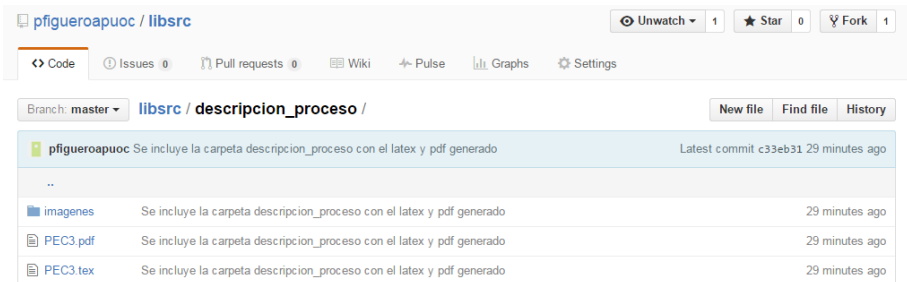 pfigueroapuoc / libsrc Unwatch 1 Star 0 Fork 1
Code Issues 0 Pull requests 0 Wiki Pulse Graphs Settings
Branch: master libsrc / descripcion_proceso / New file Find file History
pfigueroapuoc Se incluye la carpeta descripcion_proceso con el latex y pdf generado Latest commit c33eb31 29 minutes ago
..
imagenes Se incluye la carpeta descripcion_proceso con el latex y pdf generado 29 minutes ago
PEC3.pdf Se incluye la carpeta descripcion_proceso con el latex y pdf generado 29 minutes ago
PEC3.tex Se incluye la carpeta descripcion_proceso con el latex y pdf generado 29 minutes ago